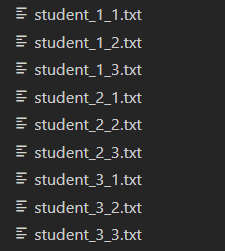 student_1_1.txt
student_1_2.txt
student_1_3.txt
student_2_1.txt
student_2_2.txt
student_2_3.txt
student_3_1.txt
student_3_2.txt
student_3_3.txt